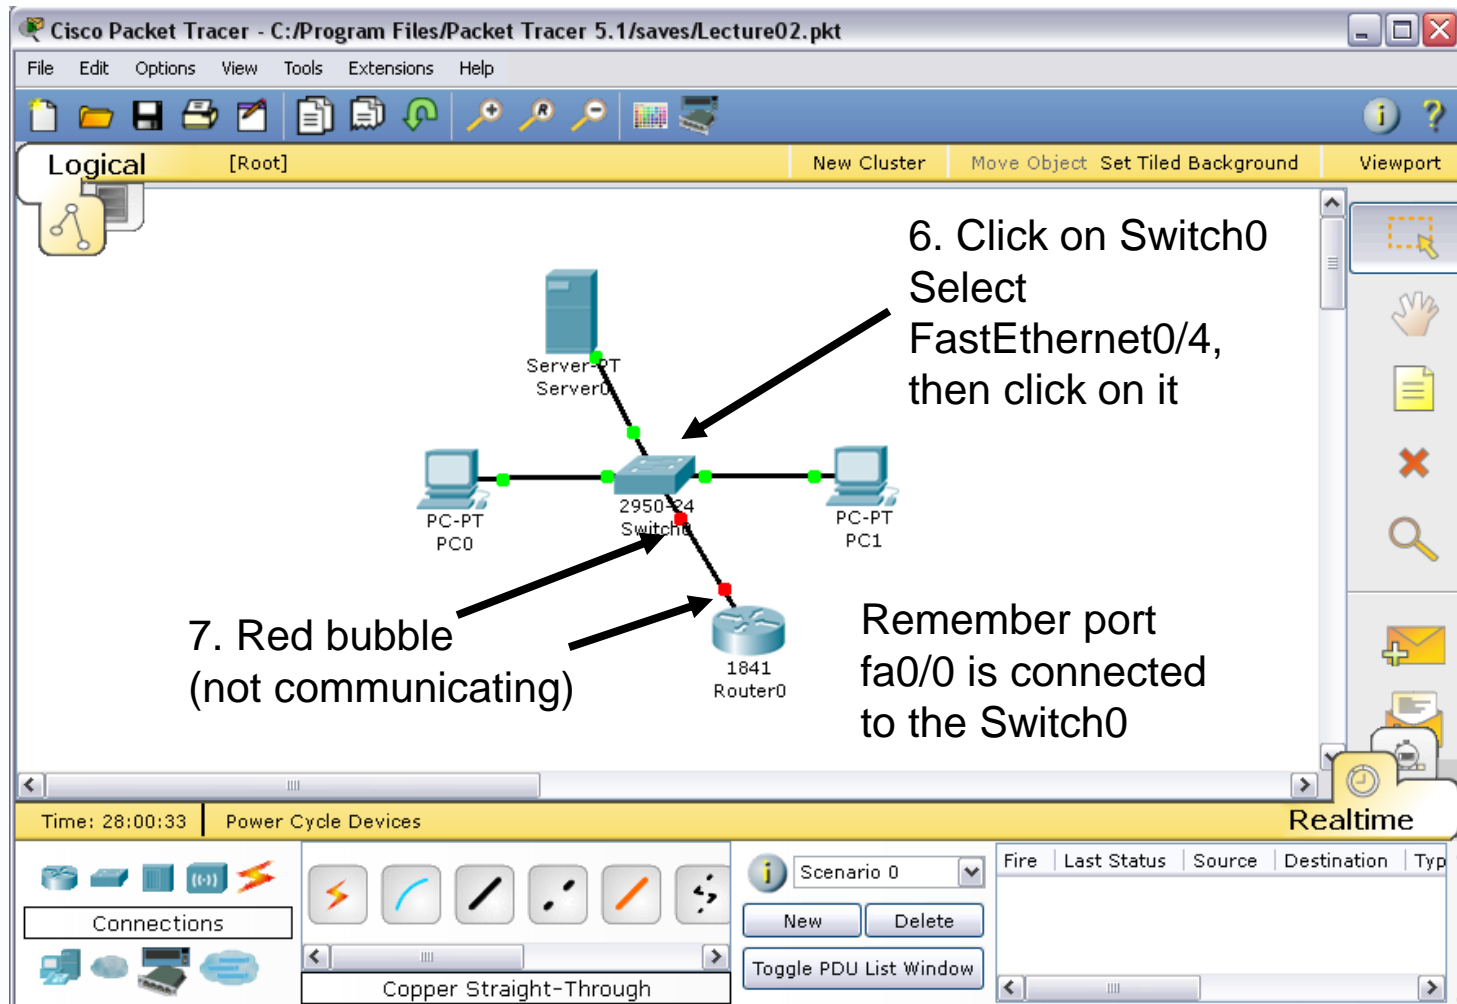 Cisco Packet Tracer - C:/Program Files/Packet Tracer 5.1/saves/Lecture02.pkt
File Edit Options View Tools Extensions Help
Logical [Root] New Cluster Move Object Set Tiled Background Viewport
6. Click on Switch0
Select
FastEthernet0/4,
then click on it
Server-PT
Server0
2950-24
Switch0
PC-PT
PC0
PC-PT
PC1
7. Red bubble
(not communicating)
1841
Router0
Remember port
fa0/0 is connected
to the Switch0
Time: 28:00:33 Power Cycle Devices Realtime
Connections
Copper Straight-Through
Scenario 0
New Delete
Toggle PDU List Window
Fire Last Status Source Destination Typ